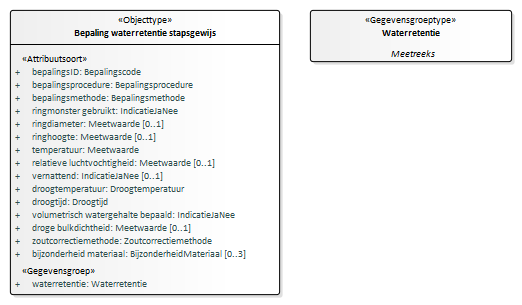 «Objecttype»
Bepaling waterretentie stapsgewijs
«Attribuutsoort»
+ bepalingsID: Bepalingscode
+ bepalingsprocedure: Bepalingsprocedure
+ bepalingsmethode: Bepalingsmethode
+ ringmonster gebruikt: IndicatieJaNee
+ ringdiameter: Meetwaarde [0..1]
+ ringhoogte: Meetwaarde [0..1]
+ temperatuur: Meetwaarde
+ relatieve luchtvochtigheid: Meetwaarde [0..1]
+ vernattend: IndicatieJaNee [0..1]
+ droogtemperatuur: Droogtemperatuur
+ droogtijd: Droogtijd
+ volumetrisch watergehalte bepaald: IndicatieJaNee
+ droge bulkdichtheid: Meetwaarde [0..1]
+ zoutcorrectiemethode: Zoutcorrectiemethode
+ bijzonderheid materiaal: BijzonderheidMateriaal [0..3]
«Gegevensgroep»
+ waterretentie: Waterretentie
«Gegevensgroeptype»
Waterretentie
Meetreeks